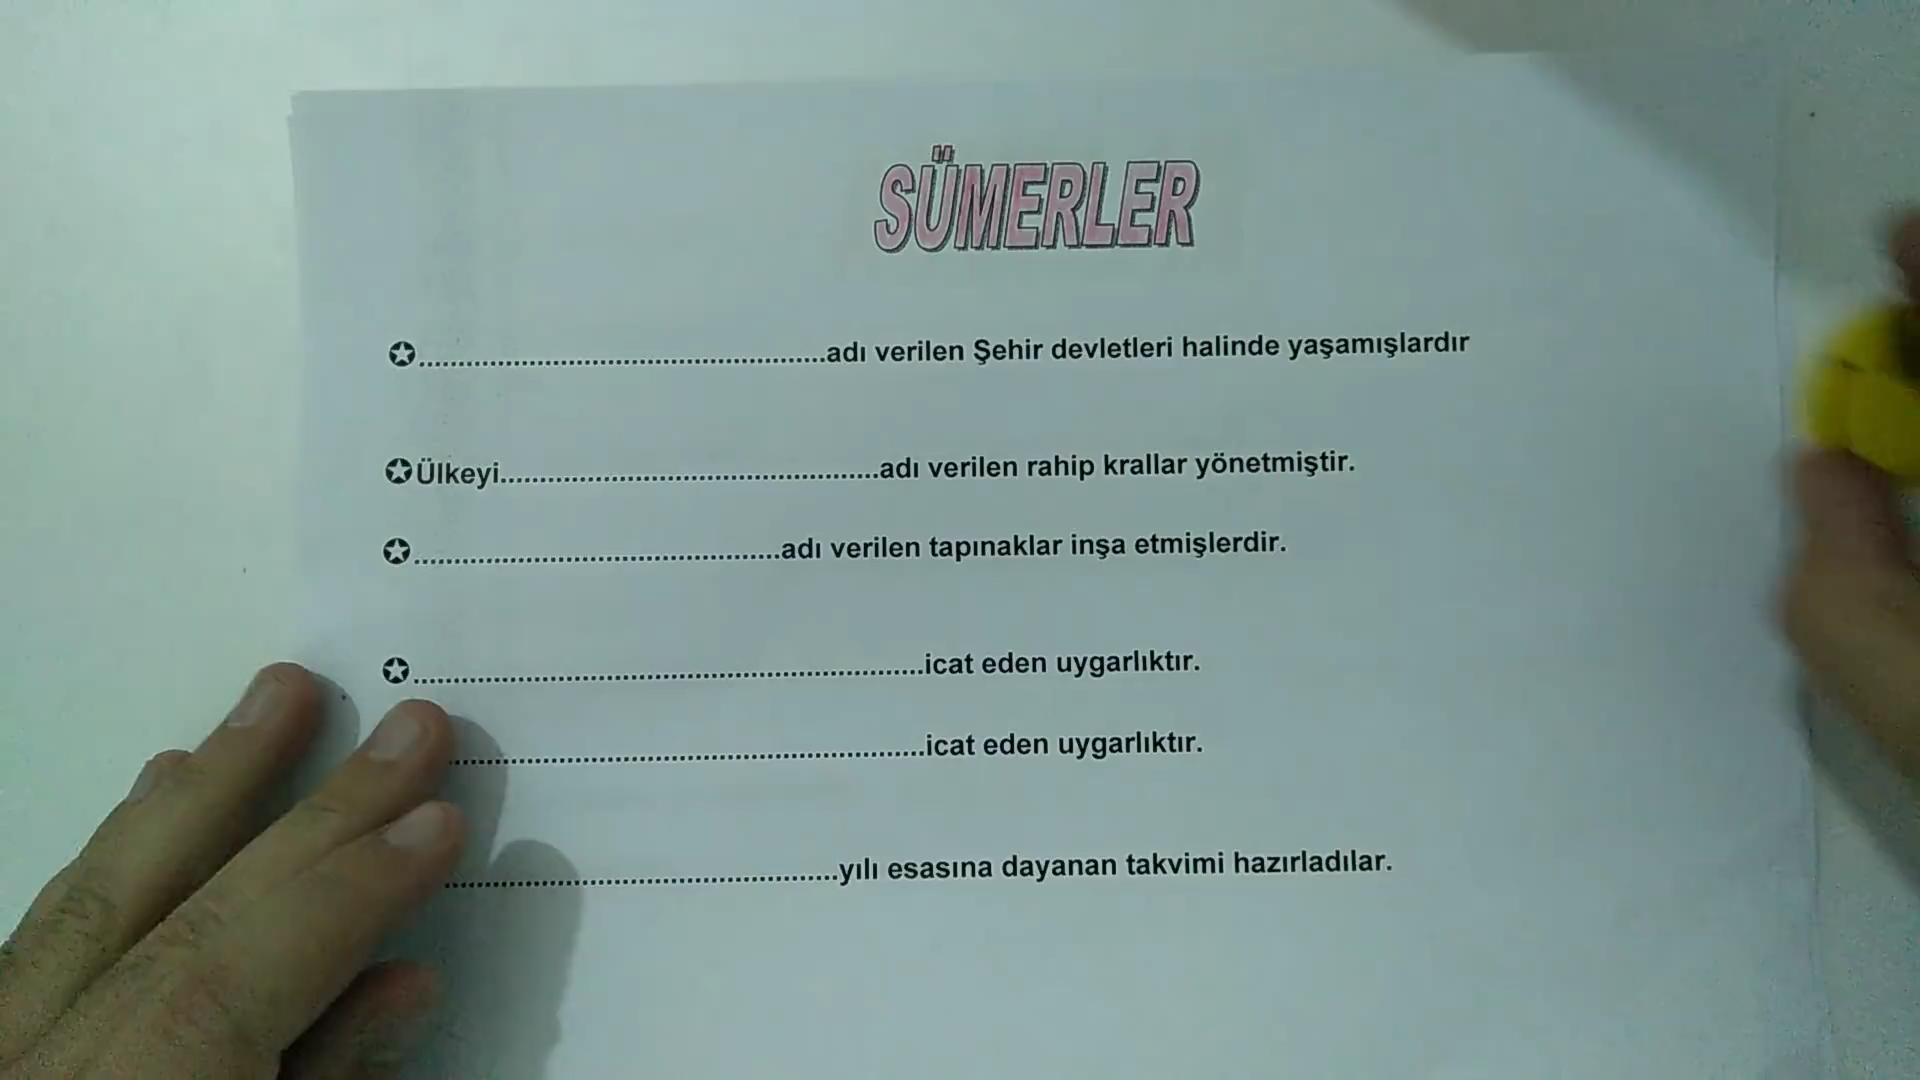 SÜMERLER
✪....................................................adı verilen Şehir devletleri halinde yaşamışlardır
✪Ülkeyi................................................adı verilen rahip krallar yönetmiştir.
✪...............................................adı verilen tapınaklar inşa etmişlerdir.
✪.................................................................icat eden uygarlıktır.
.............................................................icat eden uygarlıktır.
..................................................yılı esasına dayanan takvimi hazırladılar.